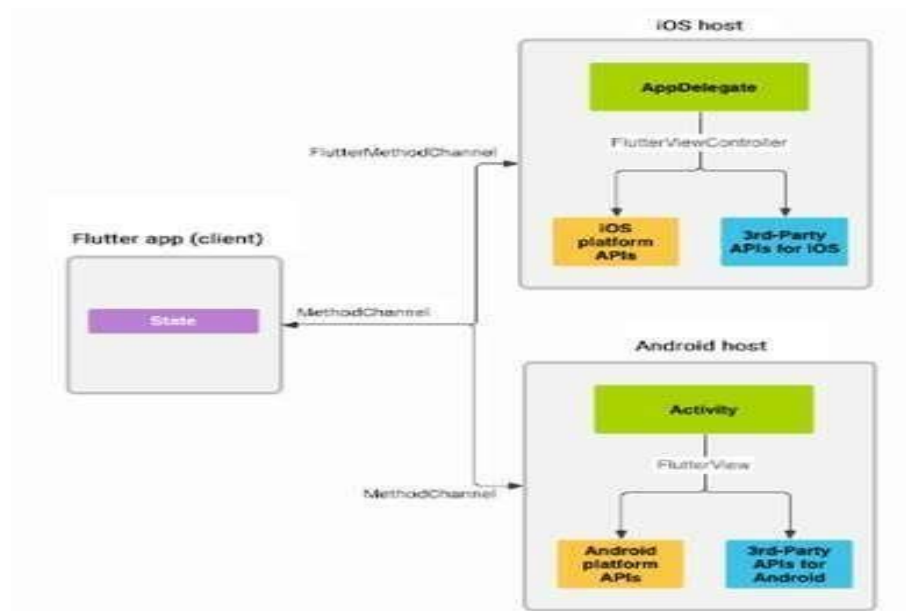 iOS host
AppDelegate
FlutterViewController
FlutterMethodChannel
iOS
platform
APIs
3rd-Party
APIs for iOS
Flutter app (client)
State
MethodChannel
Android host
Activity
FlutterView
MethodChannel
Android
platform
APIs
3rd-Party
APIs for
Android